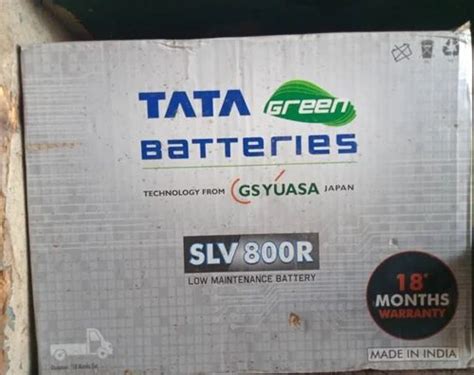 TATA Green
BATTERIES
TECHNOLOGY FROM GS YUASA JAPAN
SLV 800R
LOW MAINTENANCE BATTERY
18*
MONTHS
WARRANTY
MADE IN INDIA